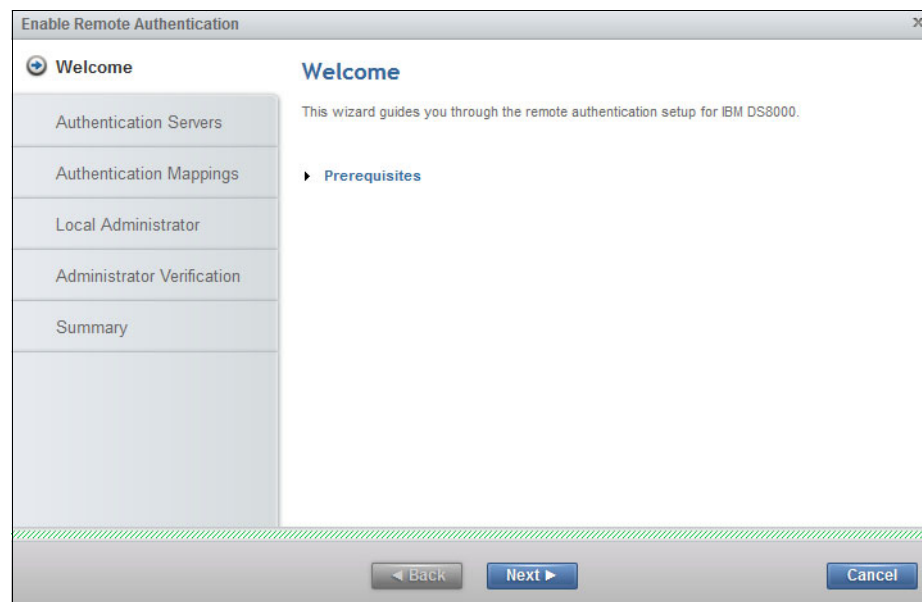 Enable Remote Authentication
Welcome
Authentication Servers
Authentication Mappings
Local Administrator
Administrator Verification
Summary
Welcome
This wizard guides you through the remote authentication setup for IBM DS8000.
Prerequisites
Back
Next
Cancel